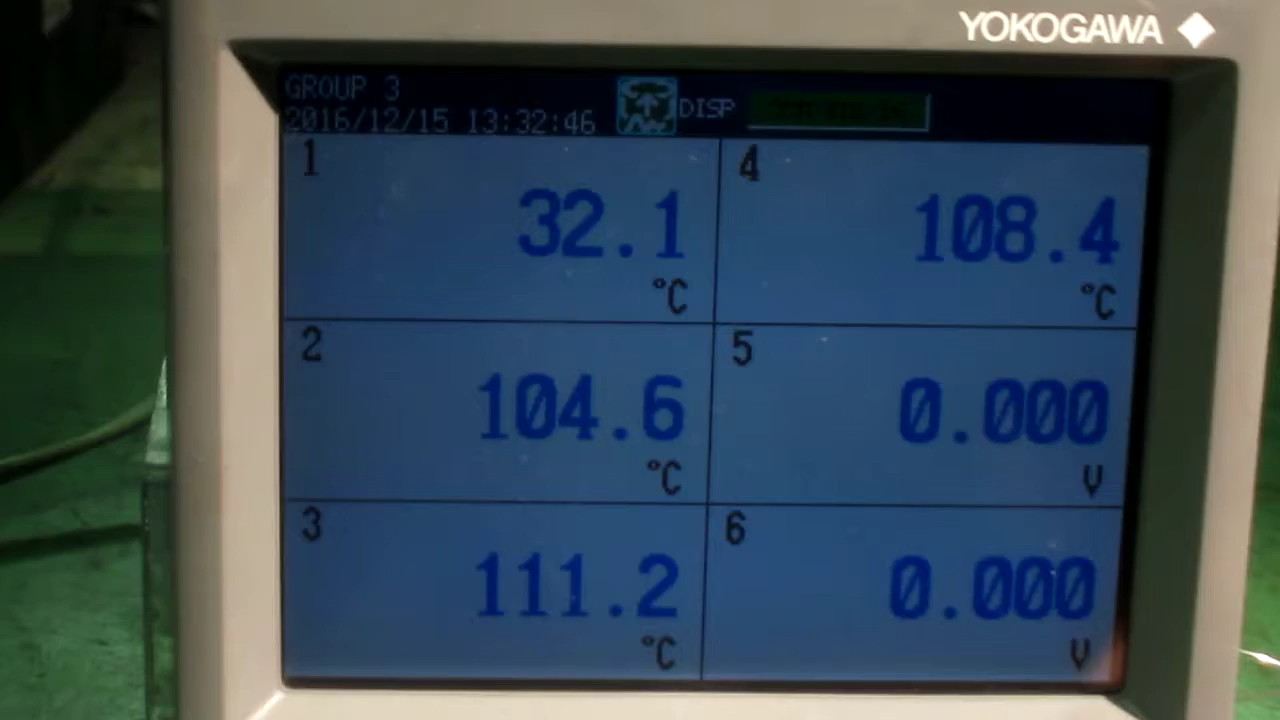 YOKOGAWA
GROUP 3
2016/12/15 13:32:46
DISP
1
32.1
°C
2
104.6
°C
3
111.2
°C
4
108.4
°C
5
0.000
V
6
0.000
V